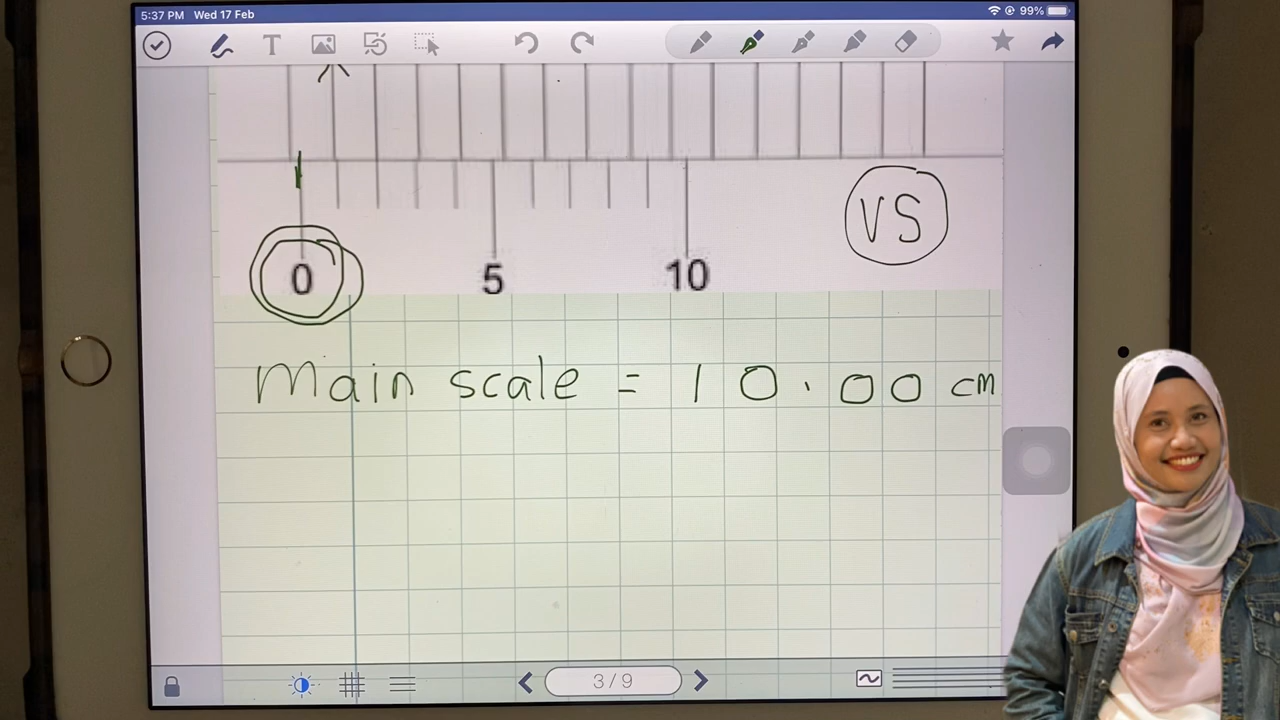 5:37 PM Wed 17 Feb 99%
T
VS
0 5 10
Main scale = 10.00 cm
3 / 9